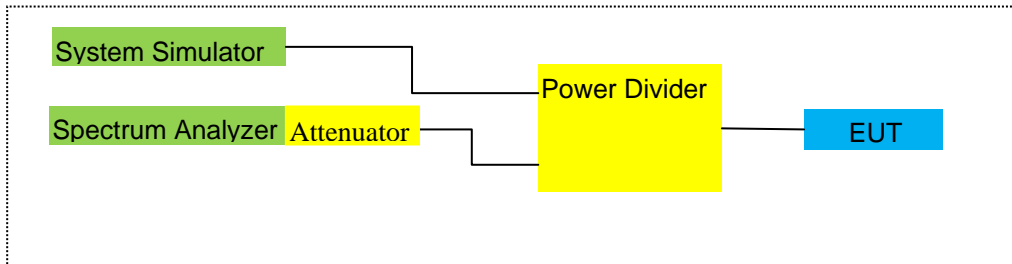 System Simulator
Power Divider
Spectrum Analyzer Attenuator
EUT